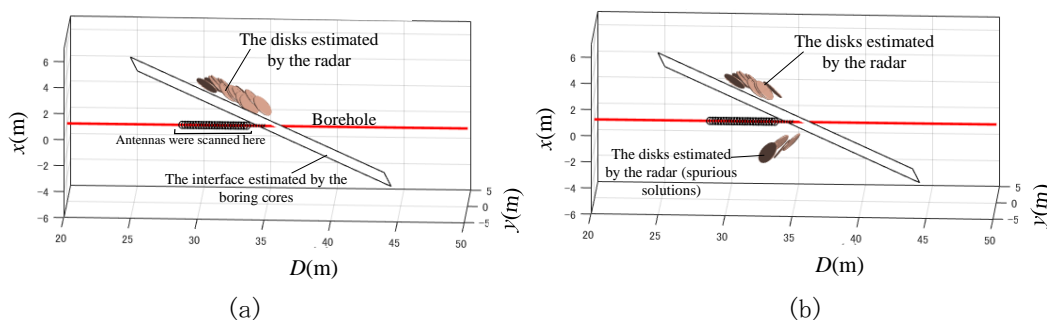 The disks estimated
by the radar
Borehole
Antennas were scanned here
The interface estimated by the
boring cores
x(m)
6
4
2
0
−2
−4
−6
20
25
30
35
40
45
50
5
0
−5
y(m)
D(m)
(a)
The disks estimated
by the radar
The disks estimated
by the radar (spurious
solutions)
x(m)
6
4
2
0
−2
−4
−6
20
25
30
35
40
45
50
5
0
−5
y(m)
D(m)
(b)